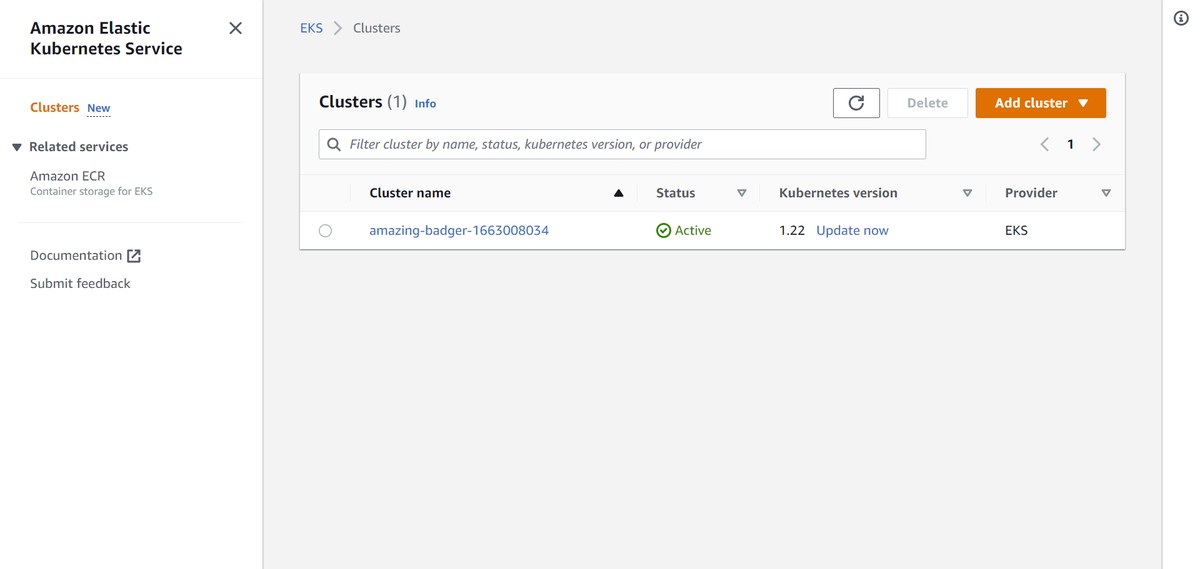 Amazon Elastic
Kubernetes Service
Clusters New
Related services
Amazon ECR
Container storage for EKS
Documentation
Submit feedback
EKS Clusters
Clusters (1) Info
Delete
Add cluster
Filter cluster by name, status, kubernetes version, or provider
1
Cluster name Status Kubernetes version Provider
amazing-badger-1663008034 Active 1.22 Update now EKS